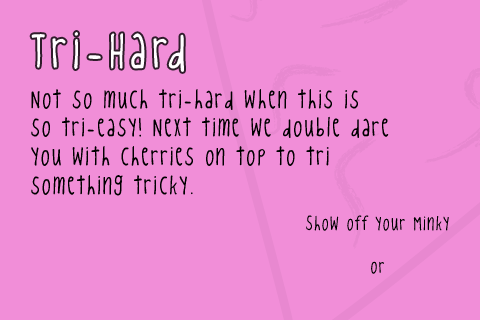 Tri-Hard
Not so much tri-hard when this is
so tri-easy! Next time we double dare
you with cherries on top to tri
something tricky.
Show off your Minky
or